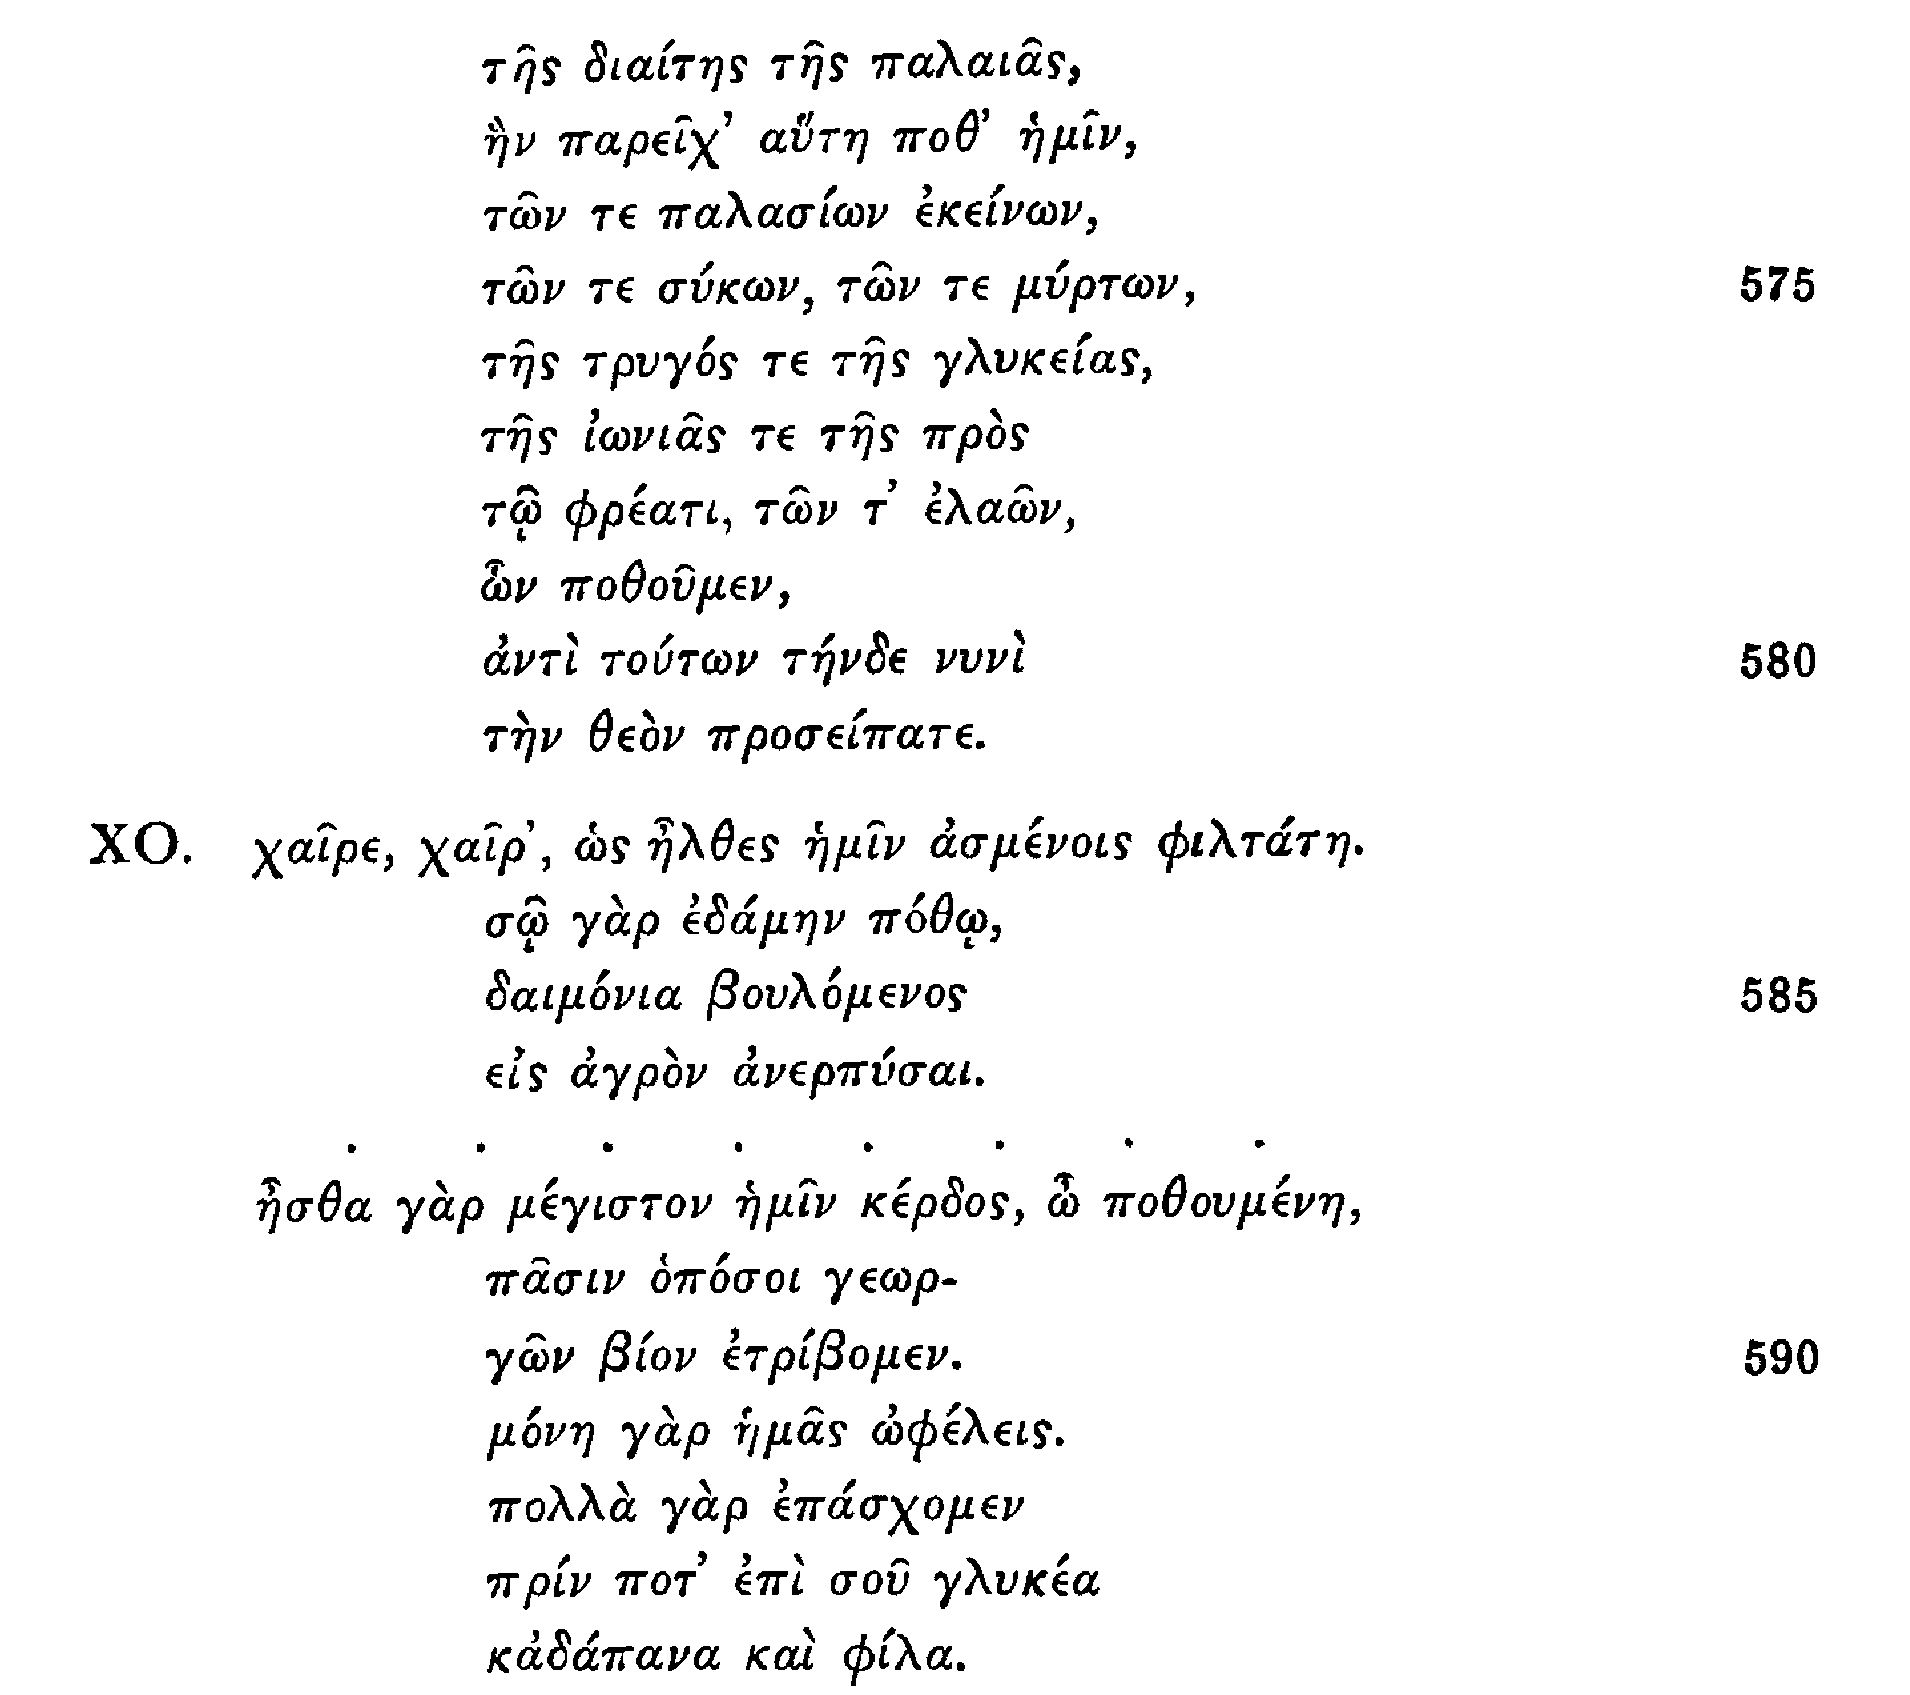 τῆς διαίτης τῆς παλαιᾶς,
ἣν παρεῖχ’ αὕτη ποθ’ ἡμῖν,
τῶν τε παλασίων ἐκείνων,
τῶν τε σύκων, τῶν τε μύρτων, 575
τῆς τρυγός τε τῆς γλυκείας,
τῆς ἰωνιᾶς τε τῆς πρὸς
τῷ φρέατι, τῶν τ’ ἐλαῶν,
ὧν ποθοῦμεν,
ἀντὶ τούτων τήνδε νυνὶ 580
τὴν θεὸν προσείπατε.
ΧΟ. χαῖρε, χαῖρ’, ὡς ἦλθες ἡμῖν ἀσμένοις φιλτάτη.
σῷ γὰρ ἐδάμην πόθῳ,
δαιμόνια βουλόμενος 585
εἰς ἀγρὸν ἀνερπύσαι.
. . . . . . . .
ἦσθα γὰρ μέγιστον ἡμῖν κέρδος, ὦ ποθουμένη,
πᾶσιν ὁπόσοι γεωρ-
γῶν βίον ἐτρίβομεν. 590
μόνη γὰρ ἡμᾶς ὠφέλεις.
πολλὰ γὰρ ἐπάσχομεν
πρίν ποτ’ ἐπὶ σοῦ γλυκέα
κἀδάπανα καὶ φίλα.